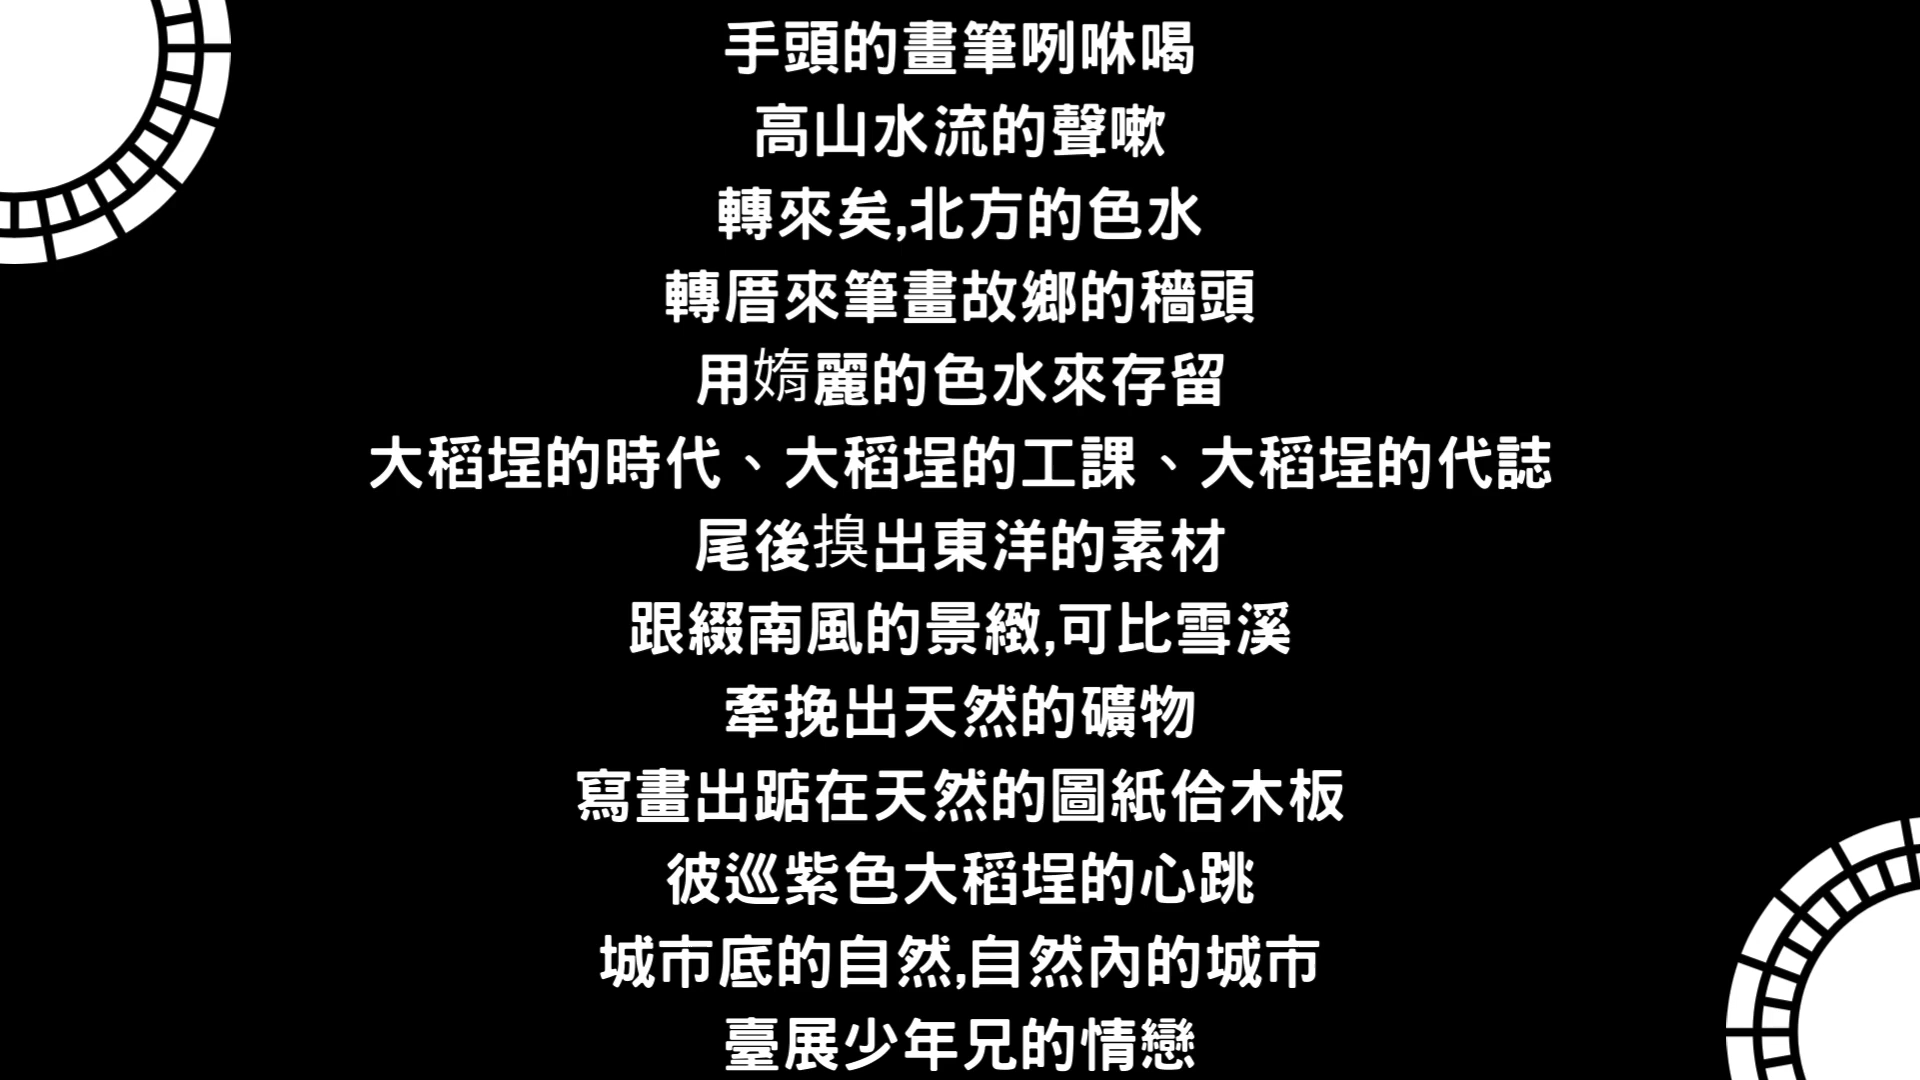 手頭的畫筆咧咻喝
高山水流的聲嗽
轉來矣,北方的色水
轉厝來筆畫故鄉的穡頭
用媠麗的色水來存留
大稻埕的時代、大稻埕的工課、大稻埕的代誌
尾後摸出東洋的素材
跟綴南風的景緻,可比雪溪
牽挽出天然的礦物
寫畫出踮在天然的圖紙佮木板
彼巡紫色大稻埕的心跳
城市底的自然,自然內的城市
臺展少年兄的情戀